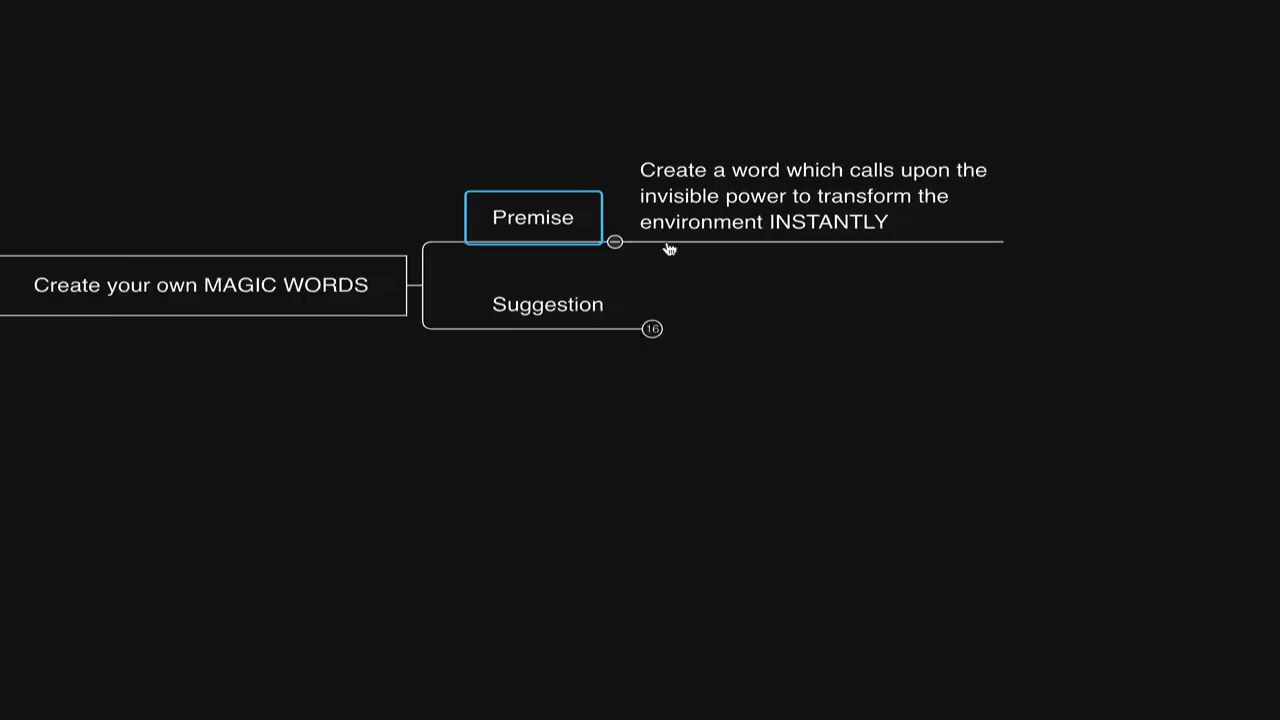 Create a word which calls upon the
invisible power to transform the
environment INSTANTLY
Premise
Create your own MAGIC WORDS
Suggestion
16